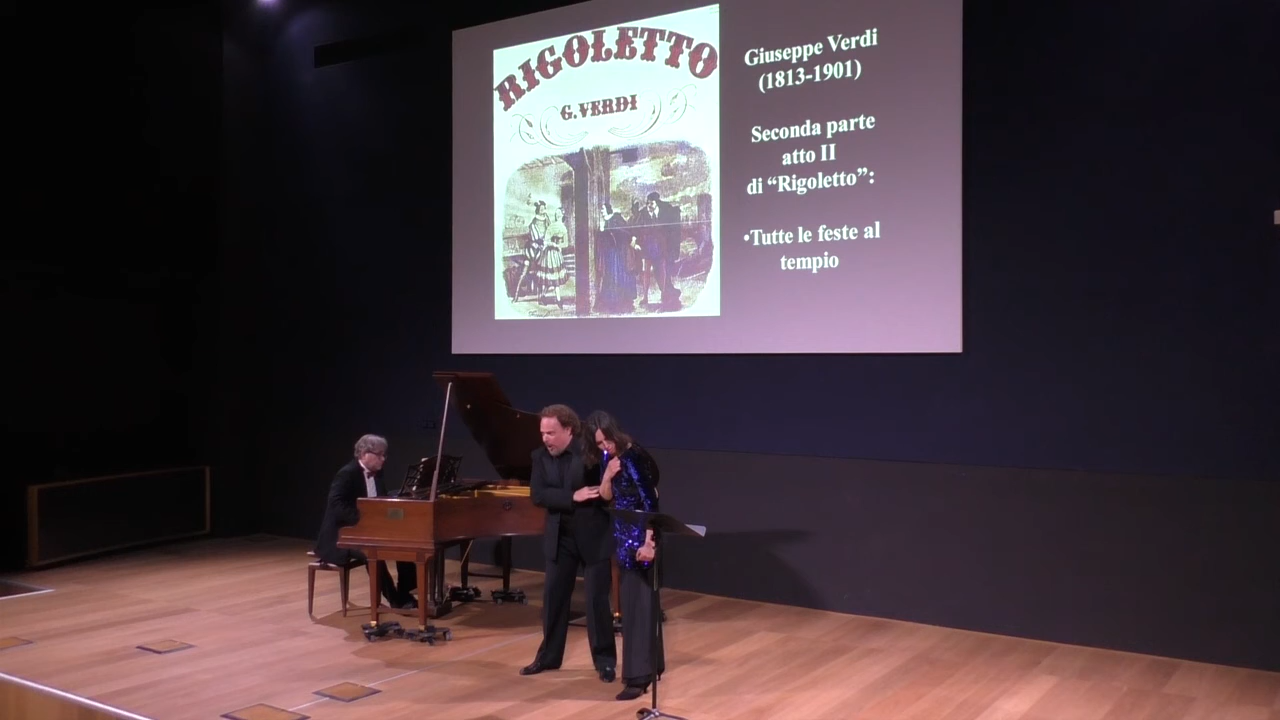 RIGOLETTO
G. VERDI
Giuseppe Verdi
(1813-1901)
Seconda parte
atto II
di “Rigoletto”:
•Tutte le feste al
tempio